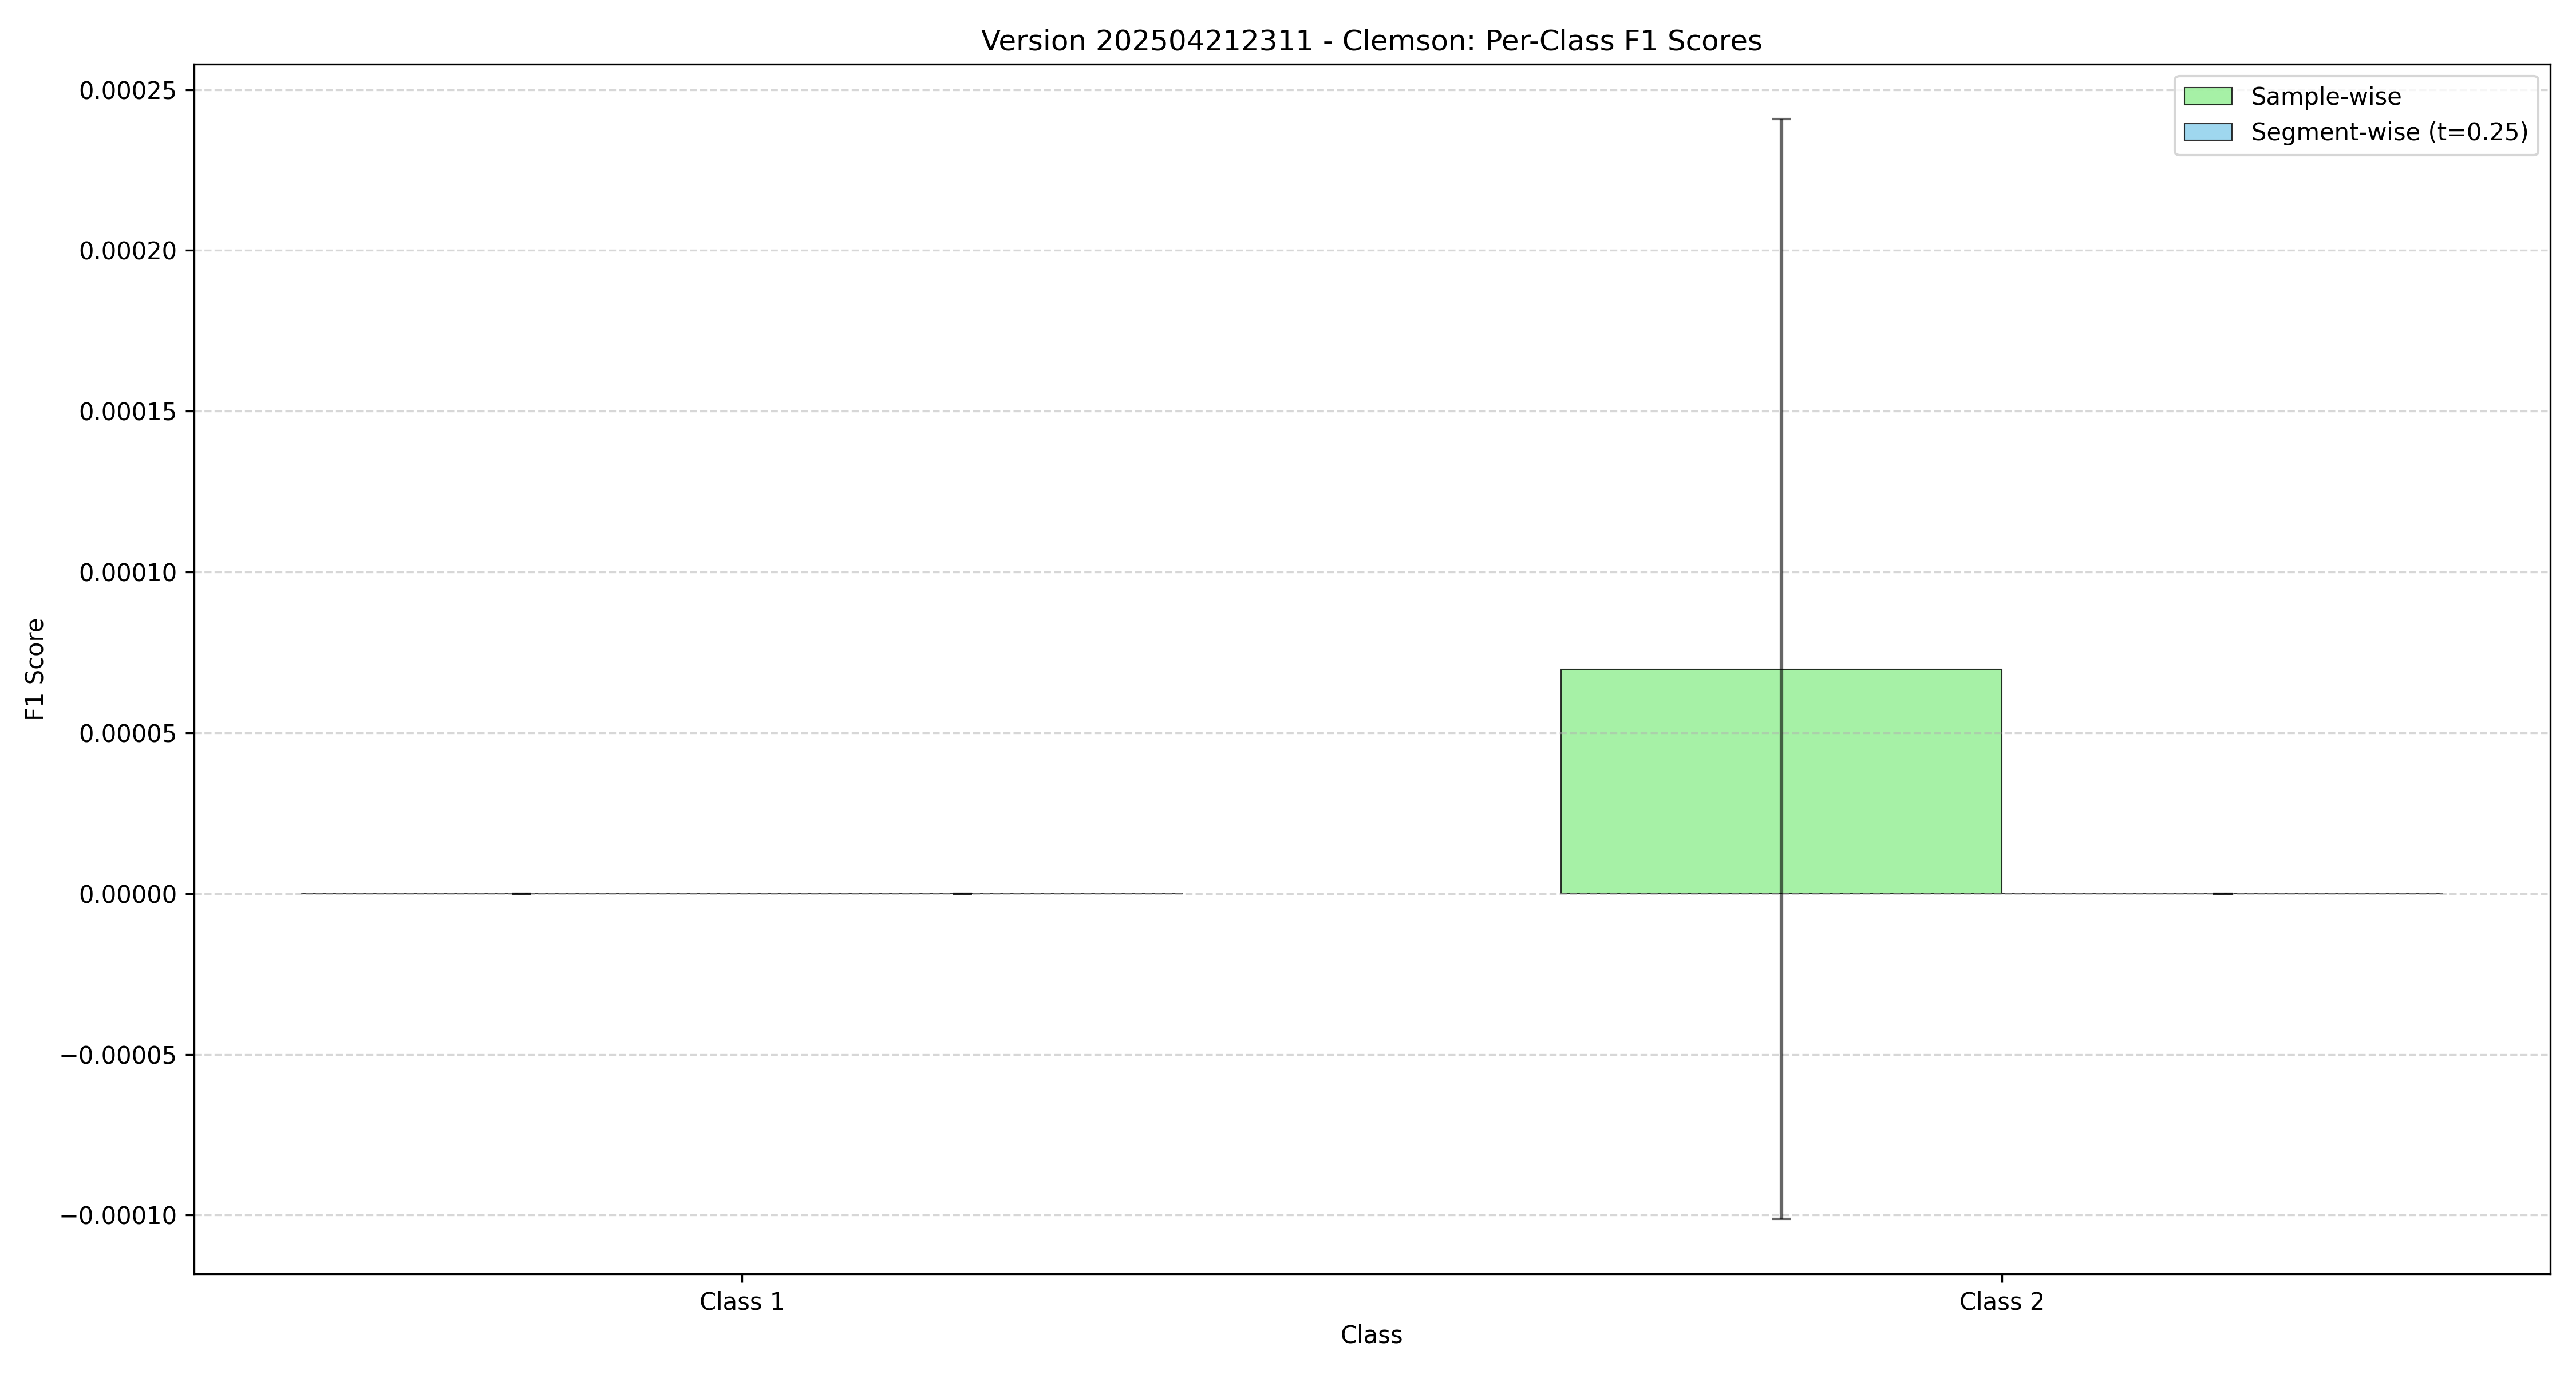 Version 202504212311 - Clemson: Per-Class F1 Scores
Sample-wise
Segment-wise (t=0.25)
F1 Score
0.00025
0.00020
0.00015
0.00010
0.00005
0.00000
−0.00005
−0.00010
Class 1
Class 2
Class